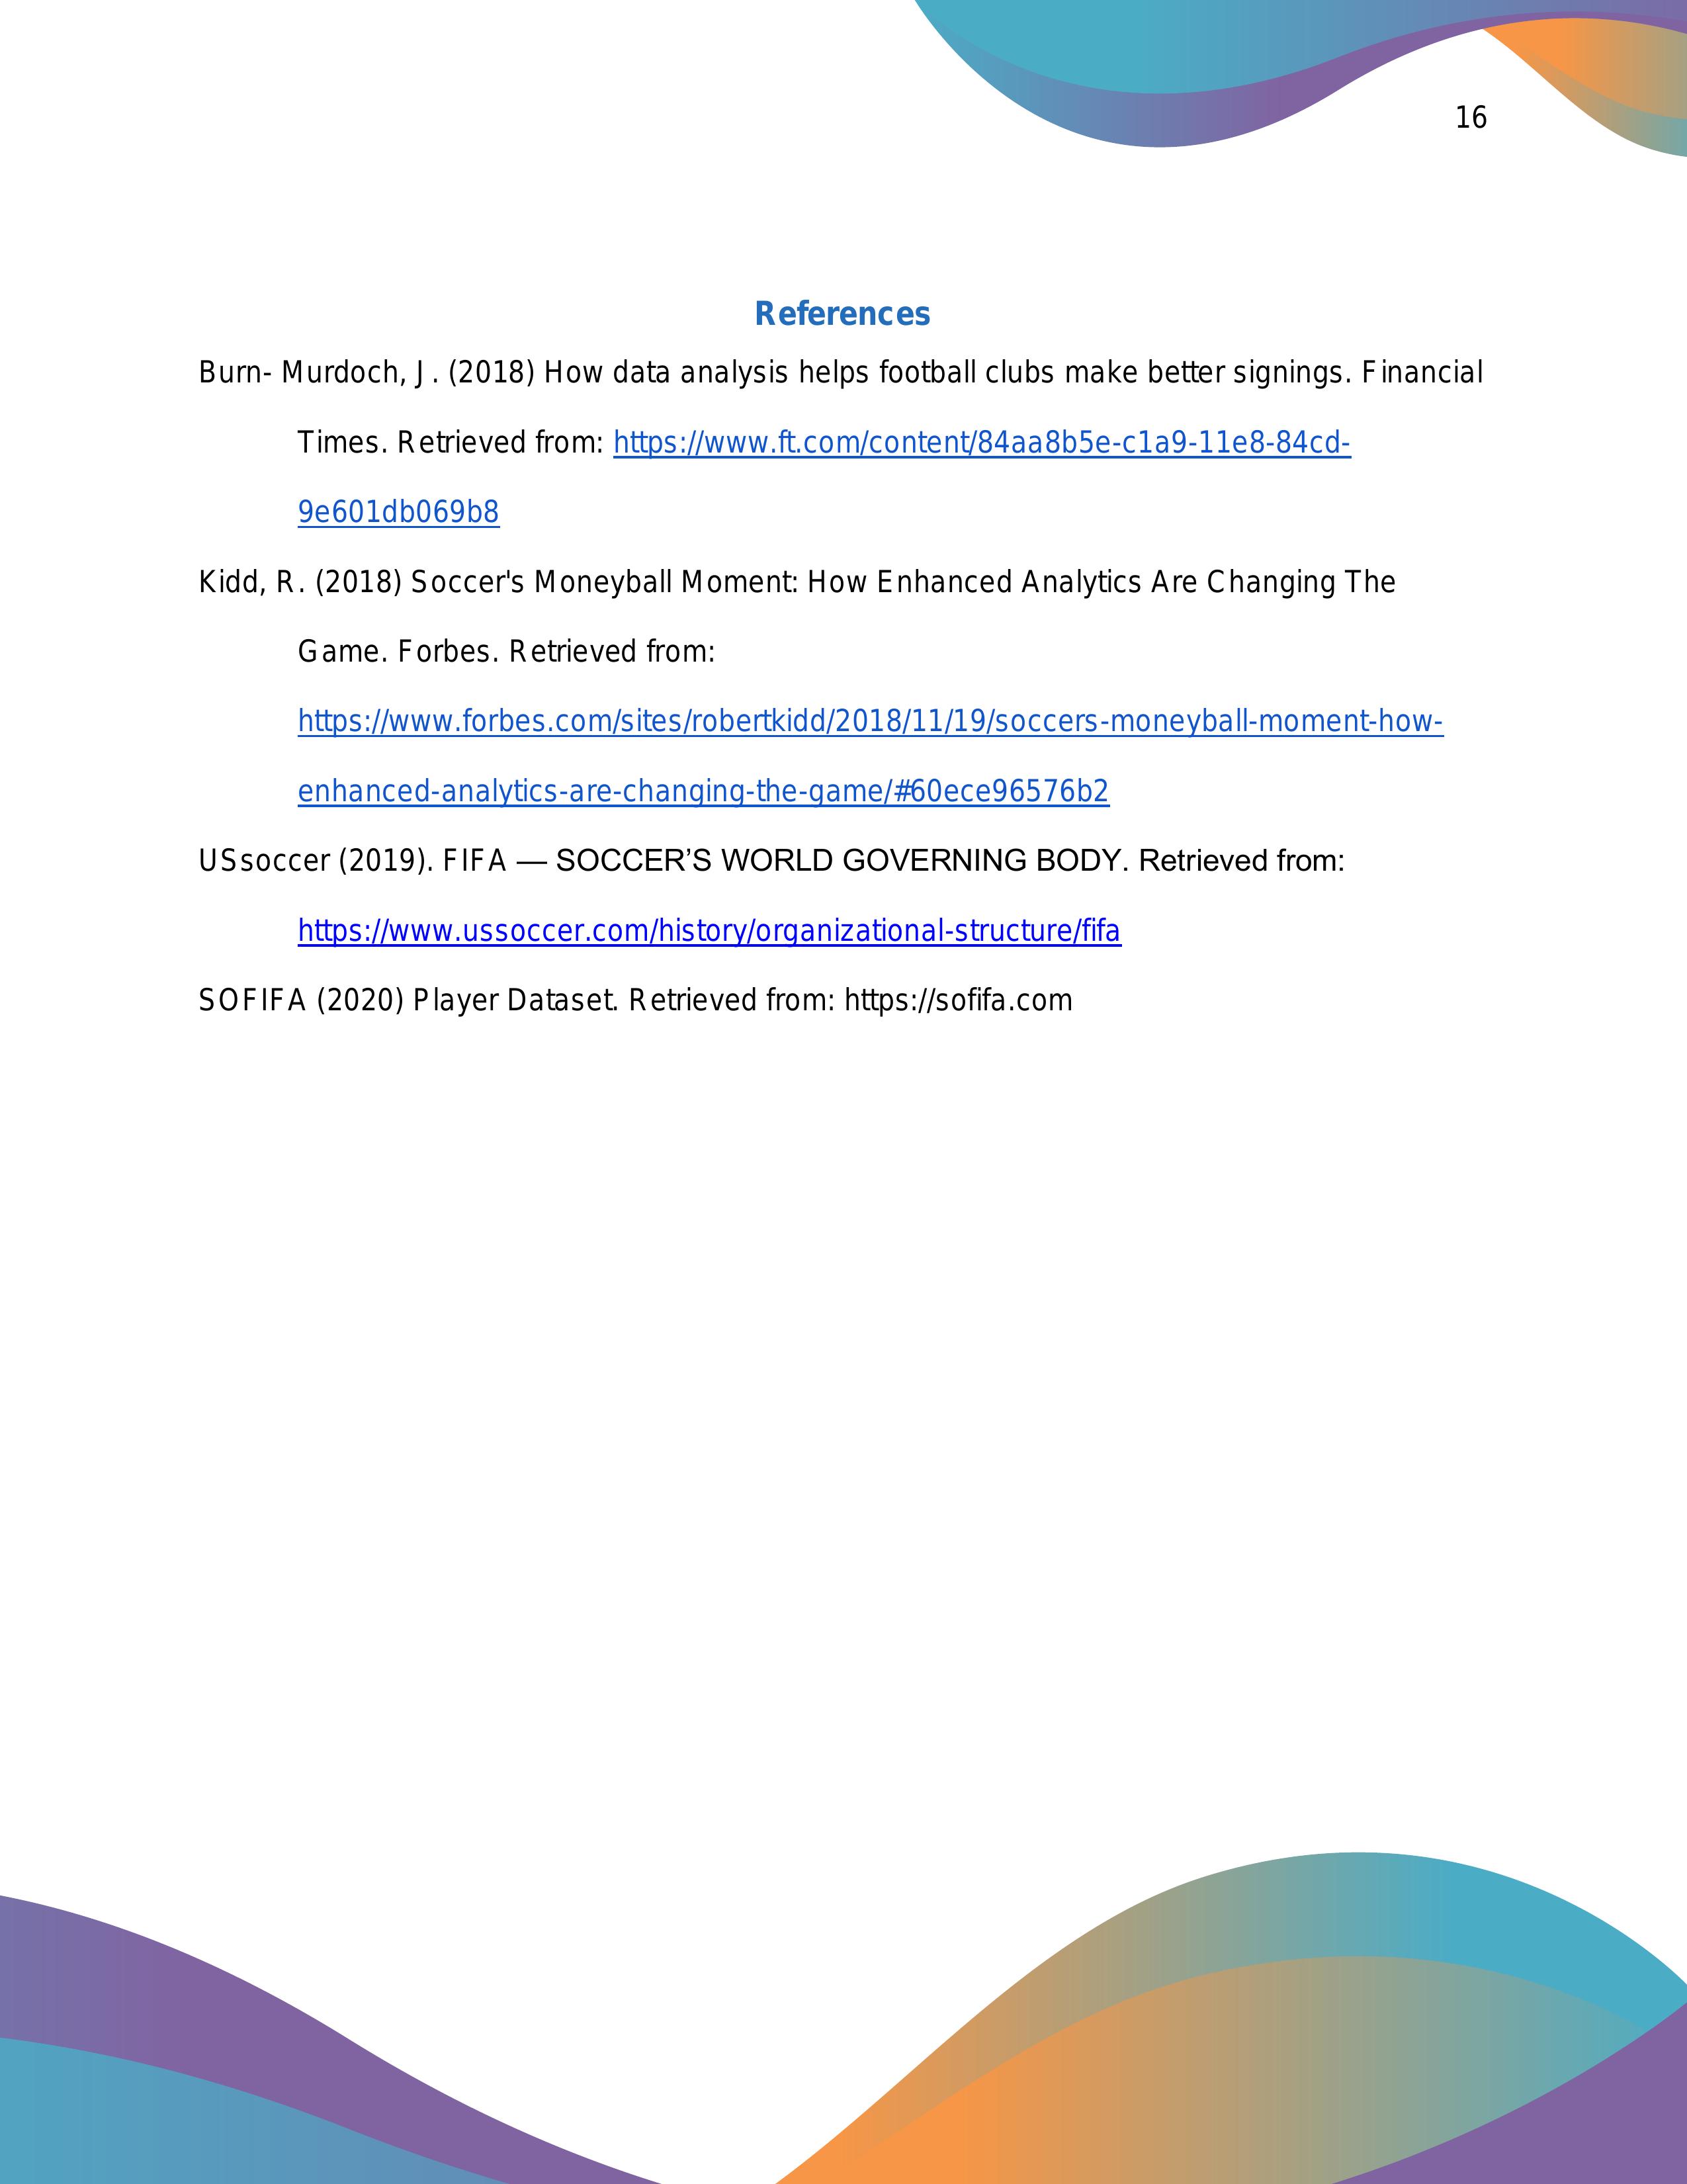 16
References
Burn- Murdoch, J. (2018) How data analysis helps football clubs make better signings. Financial
Times. Retrieved from: https://www.ft.com/content/84aa8b5e-c1a9-11e8-84cd-
9e601db069b8
Kidd, R. (2018) Soccer's Moneyball Moment: How Enhanced Analytics Are Changing The
Game. Forbes. Retrieved from:
https://www.forbes.com/sites/robertkidd/2018/11/19/soccers-moneyball-moment-how-
enhanced-analytics-are-changing-the-game/#60ece96576b2
USsoccer (2019). FIFA — SOCCER’S WORLD GOVERNING BODY. Retrieved from:
https://www.ussoccer.com/history/organizational-structure/fifa
SOFIFA (2020) Player Dataset. Retrieved from: https://sofifa.com